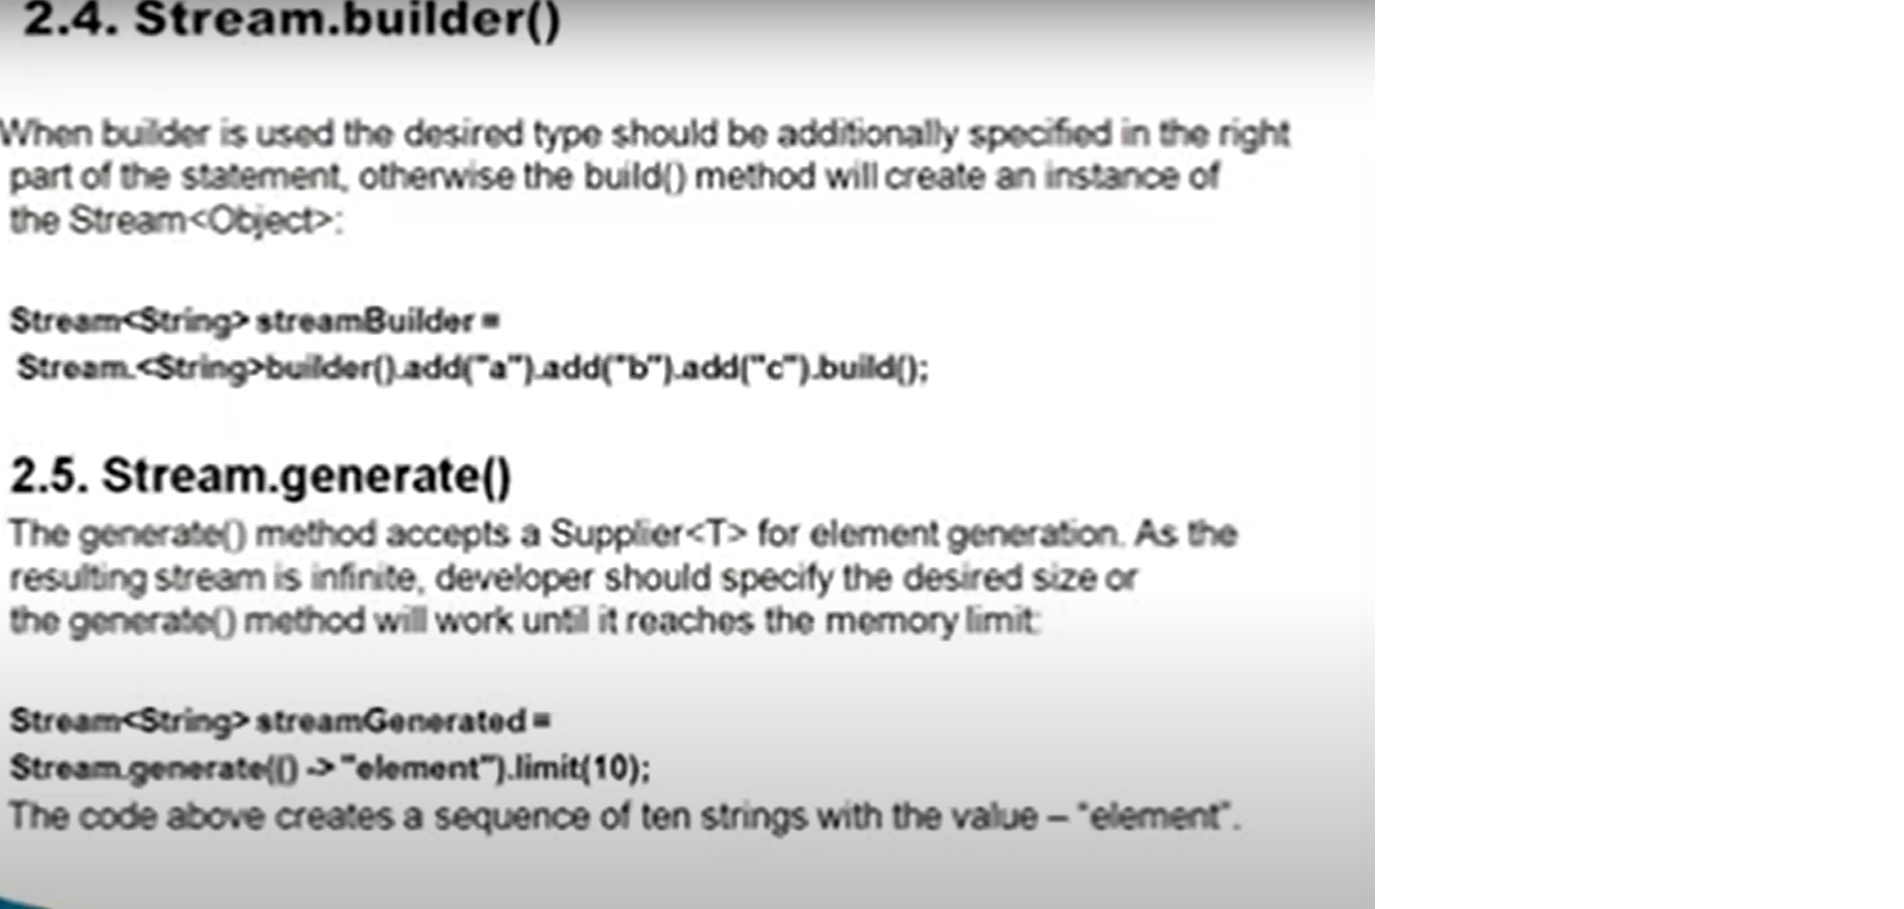 2.4. Stream.builder()
When builder is used the desired type should be additionally specified in the right
part of the statement, otherwise the build() method will create an instance of
the Stream<Object>:
Stream<String> streamBuilder =
Stream.<String>builder().add("a").add("b").add("c").build();
2.5. Stream.generate()
The generate() method accepts a Supplier<T> for element generation. As the
resulting stream is infinite, developer should specify the desired size or
the generate() method will work until it reaches the memory limit:
Stream<String> streamGenerated =
Stream.generate(() -> "element").limit(10);
The code above creates a sequence of ten strings with the value – "element".